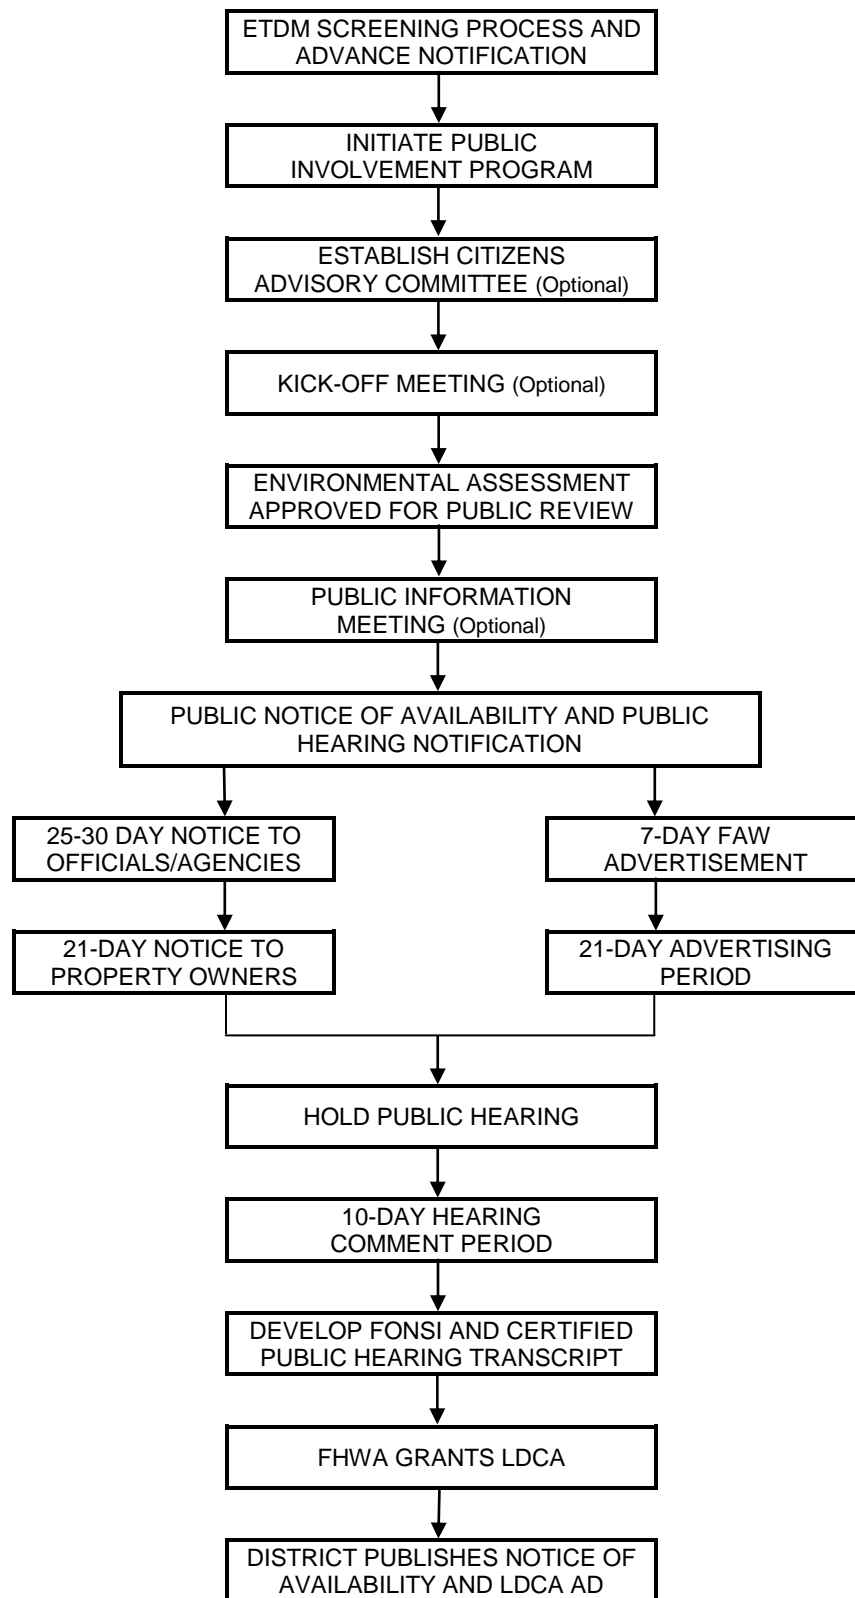 ETDM SCREENING PROCESS AND
ADVANCE NOTIFICATION
INITIATE PUBLIC
INVOLVEMENT PROGRAM
ESTABLISH CITIZENS
ADVISORY COMMITTEE (Optional)
KICK-OFF MEETING (Optional)
ENVIRONMENTAL ASSESSMENT
APPROVED FOR PUBLIC REVIEW
PUBLIC INFORMATION
MEETING (Optional)
PUBLIC NOTICE OF AVAILABILITY AND PUBLIC
HEARING NOTIFICATION
25-30 DAY NOTICE TO
OFFICIALS/AGENCIES
7-DAY FAW
ADVERTISEMENT
21-DAY NOTICE TO
PROPERTY OWNERS
21-DAY ADVERTISING
PERIOD
HOLD PUBLIC HEARING
10-DAY HEARING
COMMENT PERIOD
DEVELOP FONSI AND CERTIFIED
PUBLIC HEARING TRANSCRIPT
FHWA GRANTS LDCA
DISTRICT PUBLISHES NOTICE OF
AVAILABILITY AND LDCA AD